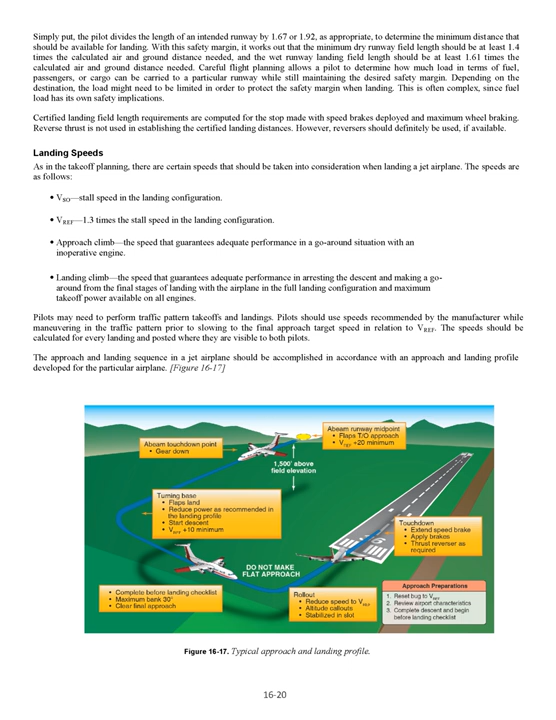 Simply put, the pilot divides the length of an intended runway by 1.67 or 1.92, as appropriate, to determine the minimum distance that
should be available for landing. With this safety margin, it works out that the minimum dry runway field length should be at least 1.4
times the calculated air and ground distance needed, and the wet runway landing field length should be at least 1.61 times the
calculated air and ground distance needed. Careful flight planning allows a pilot to determine how much load in terms of fuel,
passengers, or cargo can be carried to a particular runway while still maintaining the desired safety margin. Depending on the
destination, the load might need to be limited in order to protect the safety margin when landing. This is often complex, since fuel
load has its own safety implications.
Certified landing field length requirements are computed for the stop made with speed brakes deployed and maximum wheel braking.
Reverse thrust is not used in establishing the certified landing distances. However, reversers should definitely be used, if available.
Landing Speeds
As in the takeoff planning, there are certain speeds that should be taken into consideration when landing a jet airplane. The speeds are
as follows:
• VSO—stall speed in the landing configuration.
• VREF—1.3 times the stall speed in the landing configuration.
• Approach climb—the speed that guarantees adequate performance in a go-around situation with an
inoperative engine.
• Landing climb—the speed that guarantees adequate performance in arresting the descent and making a go-
around from the final stages of landing with the airplane in the full landing configuration and maximum
takeoff power available on all engines.
Pilots may need to perform traffic pattern takeoffs and landings. Pilots should use speeds recommended by the manufacturer while
maneuvering in the traffic pattern prior to slowing to the final approach target speed in relation to VREF. The speeds should be
calculated for every landing and posted where they are visible to both pilots.
The approach and landing sequence in a jet airplane should be accomplished in accordance with an approach and landing profile
developed for the particular airplane. [Figure 16-17]
Abeam runway midpoint
• Flaps T/O approach
• VREF +20 minimum
Abeam touchdown point
• Gear down
1,500' above
field elevation
Turning base
• Flaps land
• Reduce power as recommended in
the landing profile
• Start descent
• VREF +10 minimum
Touchdown
• Extend speed brake
• Apply brakes
• Thrust reverser as
required
DO NOT MAKE
FLAT APPROACH
• Complete before landing checklist
• Maximum bank 30°
• Clear final approach
Rollout
• Reduce speed to VREF
• Altitude callouts
• Stabilized in slot
Approach Preparations
1. Reset bug to VREF
2. Review airport characteristics
3. Complete descent and begin
before landing checklist
Figure 16-17. Typical approach and landing profile.
16-20